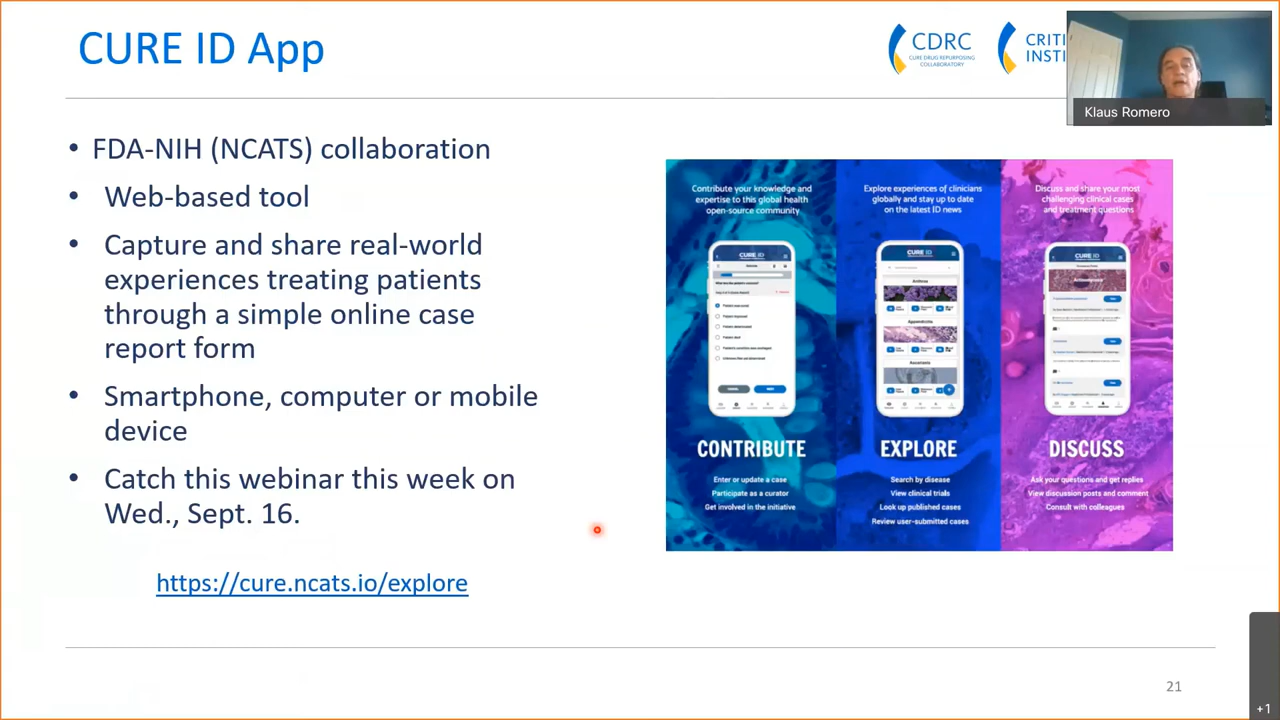 CURE ID App
CDRC
CURE DRUG REPURPOSING
COLLABORATORY
CRITI
INSTI
Klaus Romero
• FDA-NIH (NCATS) collaboration
• Web-based tool
• Capture and share real-world
experiences treating patients
through a simple online case
report form
• Smartphone, computer or mobile
device
• Catch this webinar this week on
Wed., Sept. 16.
https://cure.ncats.io/explore
Contribute your knowledge and
expertise to this global health
open-source community
CURE ID
CONTRIBUTE
Enter or update a case
Participate as a curator
Get involved in the initiative
Explore experiences of clinicians
globally and stay up to date
on the latest ID news
CURE ID
EXPLORE
Search by disease
View clinical trials
Look up published cases
Review user-submitted cases
Discuss and share your most
challenging clinical cases
and treatment questions
CURE ID
DISCUSS
Ask your questions and get replies
View discussion posts and comment
Consult with colleagues
21
+1